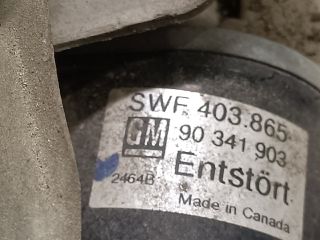 SWF 403.865
GM 90 341 903
Entstört
2464B
Made in Canada